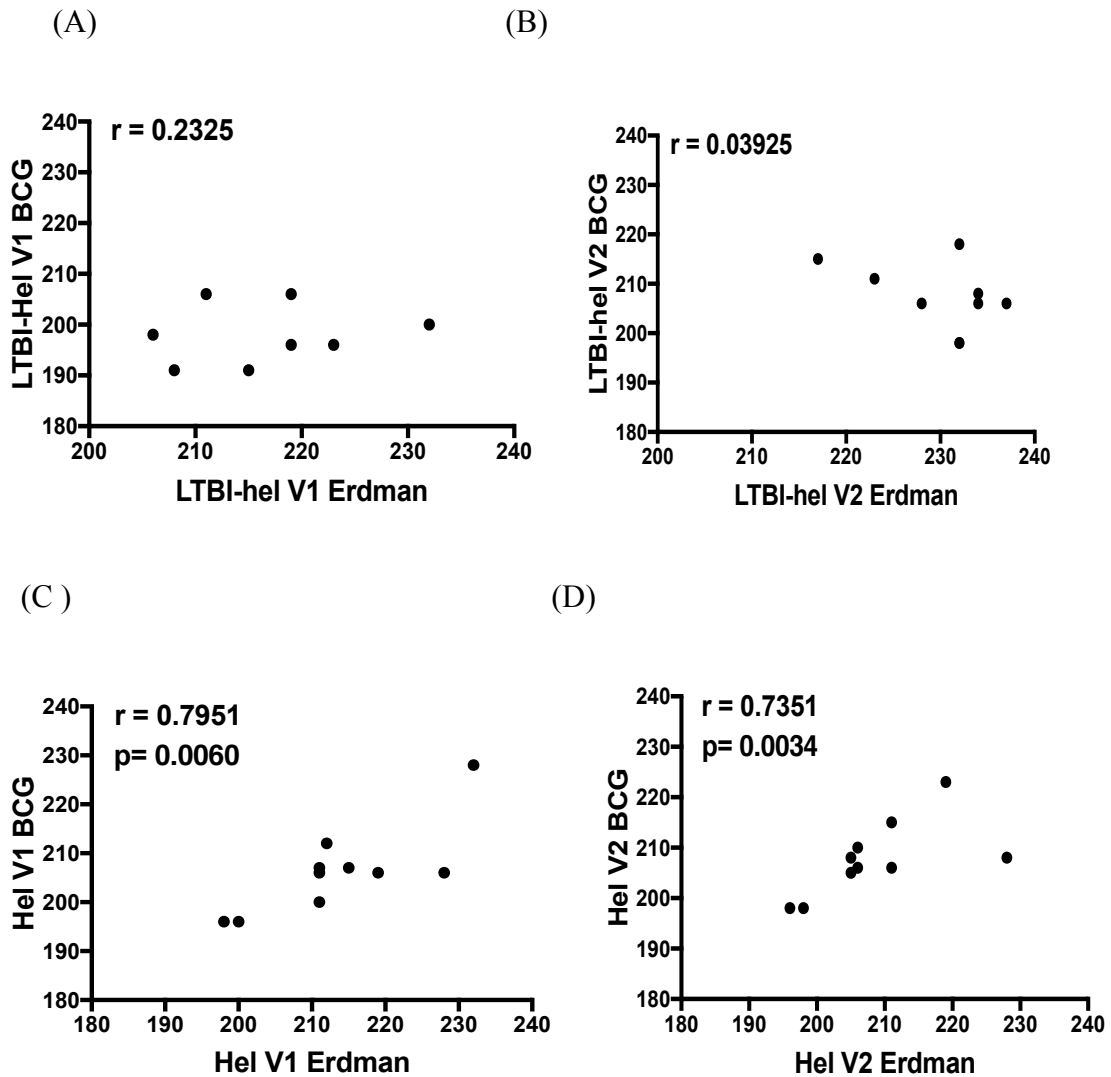 (A)
(B)
r = 0.2325
LTBI-Hel V1 BCG
240
230
220
210
200
190
180
200
210
220
230
240
LTBI-hel V1 Erdman
r = 0.03925
LTBI-hel V2 BCG
240
230
220
210
200
190
180
200
210
220
230
240
LTBI-hel V2 Erdman
(C )
(D)
r = 0.7951
p= 0.0060
Hel V1 BCG
240
230
220
210
200
190
180
180
190
200
210
220
230
240
Hel V1 Erdman
r = 0.7351
p= 0.0034
Hel V2 BCG
240
230
220
210
200
190
180
180
190
200
210
220
230
240
Hel V2 Erdman